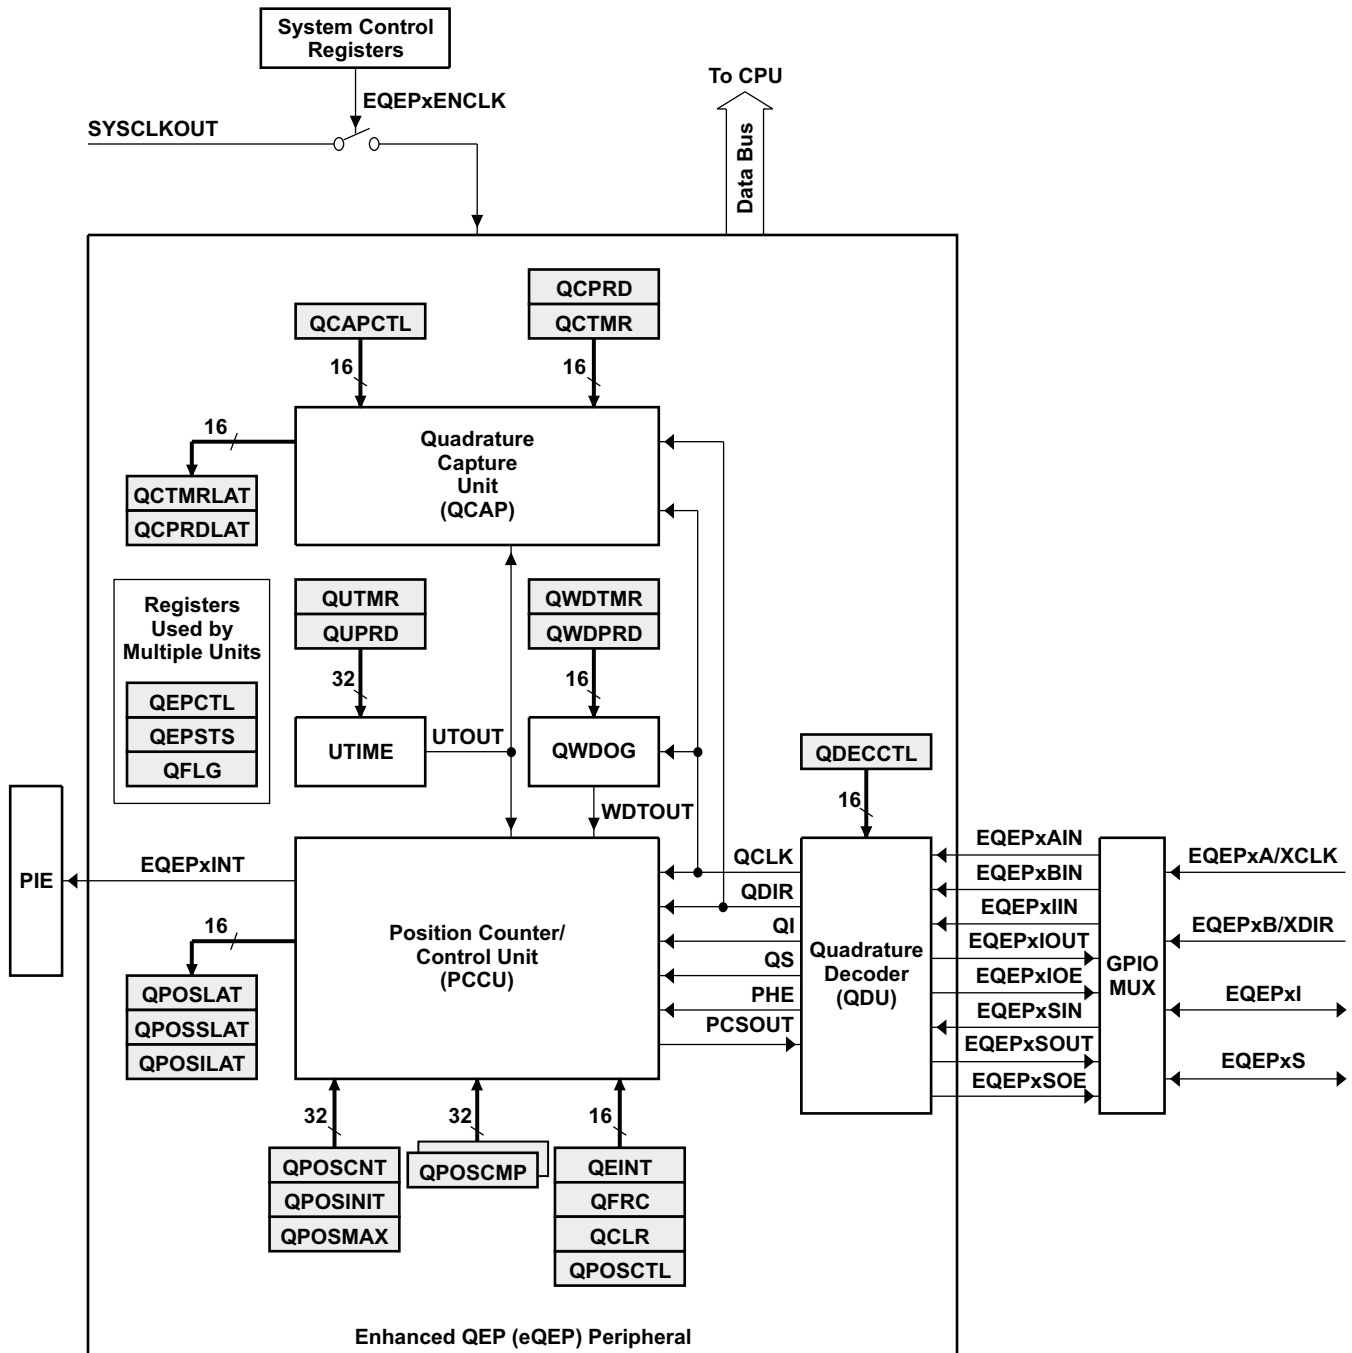 System Control
Registers
To CPU
EQEPxENCLK
SYSCLKOUT
Data Bus
QCPRD
QCAPCTL
QCTMR
16
16
16
Quadrature
Capture
Unit
(QCAP)
QCTMRLAT
QCPRDLAT
Registers
Used by
Multiple Units
QEPCTL
QEPSTS
QFLG
QUTMR
QUPRD
QWDTMR
QWDPRD
32
16
UTIME
UTOUT
QWDOG
QDECCTL
WDTOUT
16
PIE
EQEPxINT
16
QPOSLAT
QPOSSLAT
QPOSILAT
Position Counter/
Control Unit
(PCCU)
QCLK
QDIR
QI
QS
PHE
PCSOUT
Quadrature
Decoder
(QDU)
EQEPxAIN
EQEPxBIN
EQEPxIIN
EQEPxIOUT
EQEPxIOE
EQEPxSIN
EQEPxSOUT
EQEPxSOE
GPIO
MUX
EQEPxA/XCLK
EQEPxB/XDIR
EQEPxI
EQEPxS
32
32
16
QPOSCNT
QPOSINIT
QPOSMAX
QPOSCMP
QEINT
QFRC
QCLR
QPOSCTL
Enhanced QEP (eQEP) Peripheral